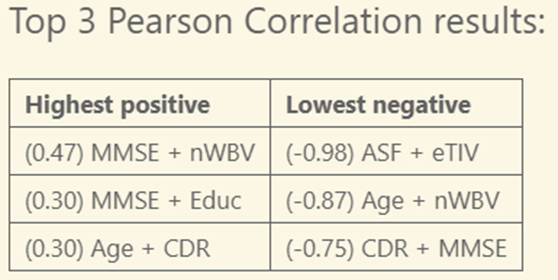 Top 3 Pearson Correlation results:
Highest positive Lowest negative
(0.47) MMSE + nWBV (-0.98) ASF + eTIV
(0.30) MMSE + Educ (-0.87) Age + nWBV
(0.30) Age + CDR (-0.75) CDR + MMSE